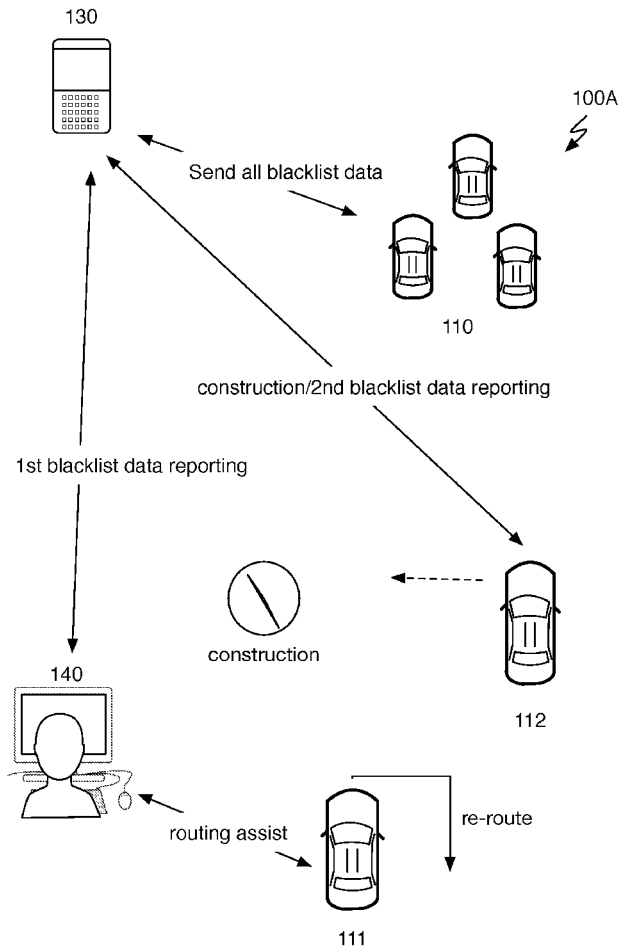 130
100A
Send all blacklist data
110
construction/2nd blacklist data reporting
1st blacklist data reporting
construction
140
112
re-route
routing assist
111